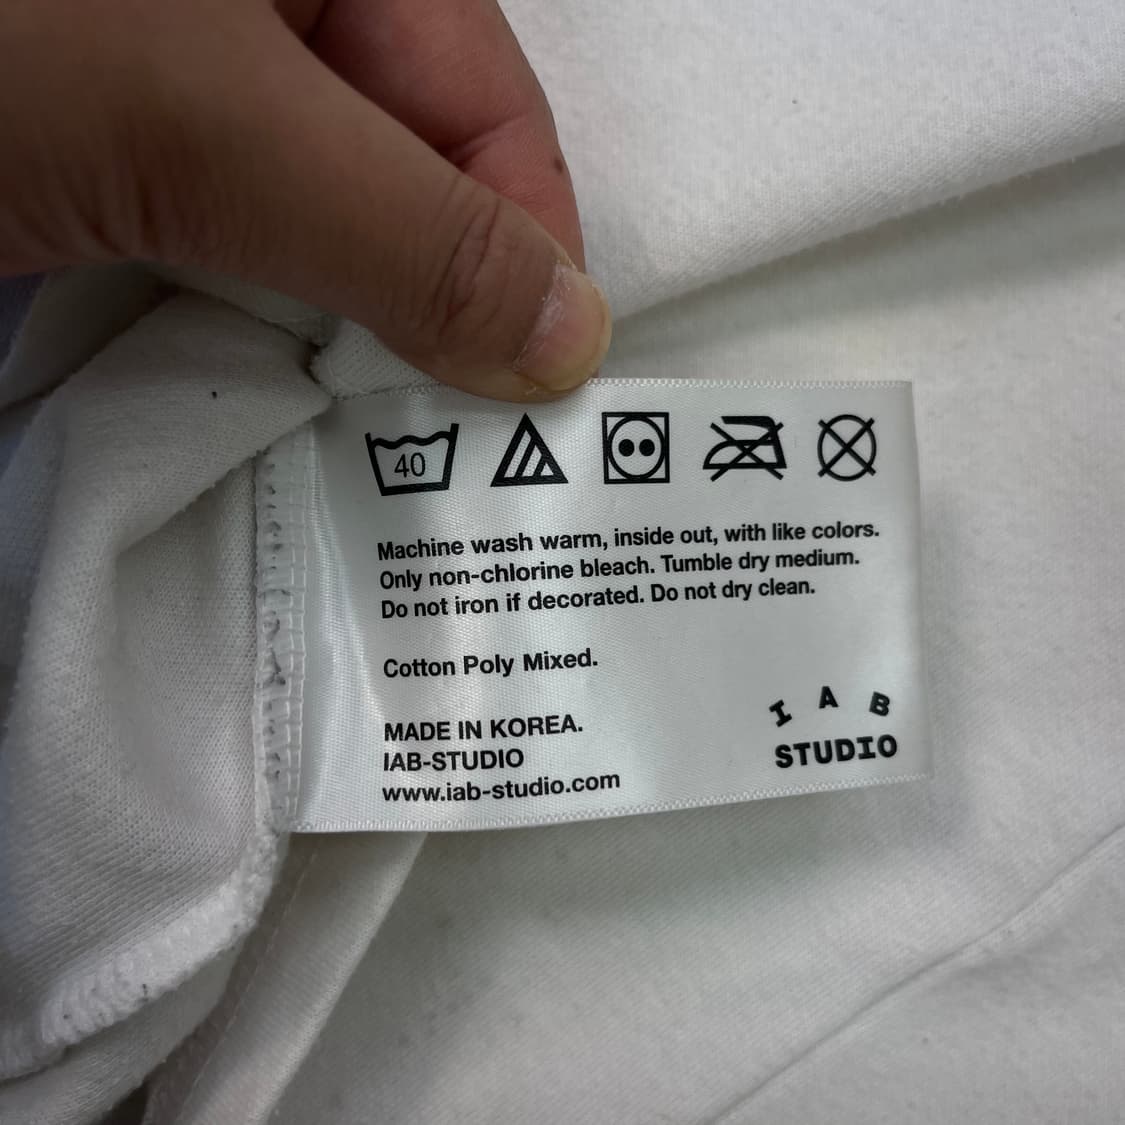 40
Machine wash warm, inside out, with like colors.
Only non-chlorine bleach. Tumble dry medium.
Do not iron if decorated. Do not dry clean.
Cotton Poly Mixed.
MADE IN KOREA.
IAB-STUDIO
www.iab-studio.com
I A B
STUDIO